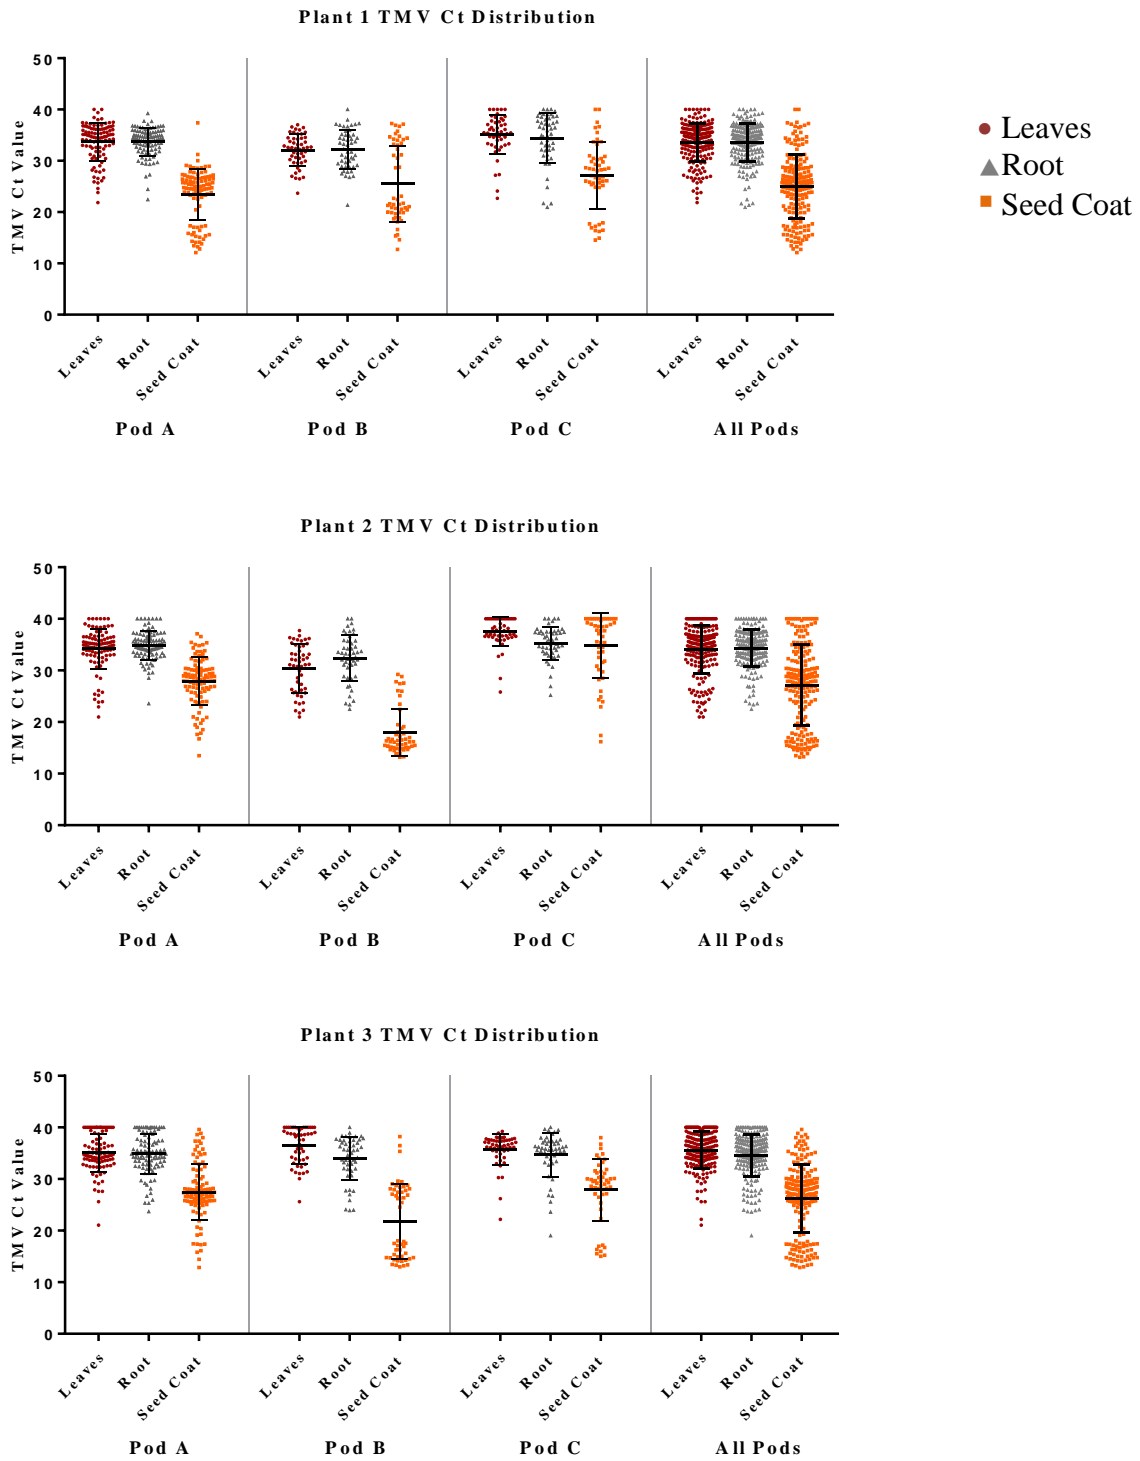 Plant 1 TMV Ct Distribution
50
40
30
20
10
0
TMV Ct Value
Leaves
Root
Seed Coat
Leaves
Root
Seed Coat
Leaves
Root
Seed Coat
Leaves
Root
Seed Coat
Pod A
Pod B
Pod C
All Pods
Leaves
Root
Seed Coat
Plant 2 TMV Ct Distribution
50
40
30
20
10
0
TMV Ct Value
Leaves
Root
Seed Coat
Leaves
Root
Seed Coat
Leaves
Root
Seed Coat
Leaves
Root
Seed Coat
Pod A
Pod B
Pod C
All Pods
Plant 3 TMV Ct Distribution
50
40
30
20
10
0
TMV Ct Value
Leaves
Root
Seed Coat
Leaves
Root
Seed Coat
Leaves
Root
Seed Coat
Leaves
Root
Seed Coat
Pod A
Pod B
Pod C
All Pods